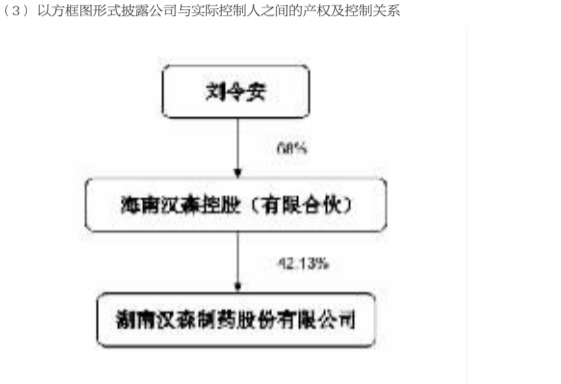 （3）以方框图形式披露公司与实际控制人之间的产权及控制关系
刘令安
68%
海南汉森控股（有限合伙）
42.13%
湖南汉森制药股份有限公司